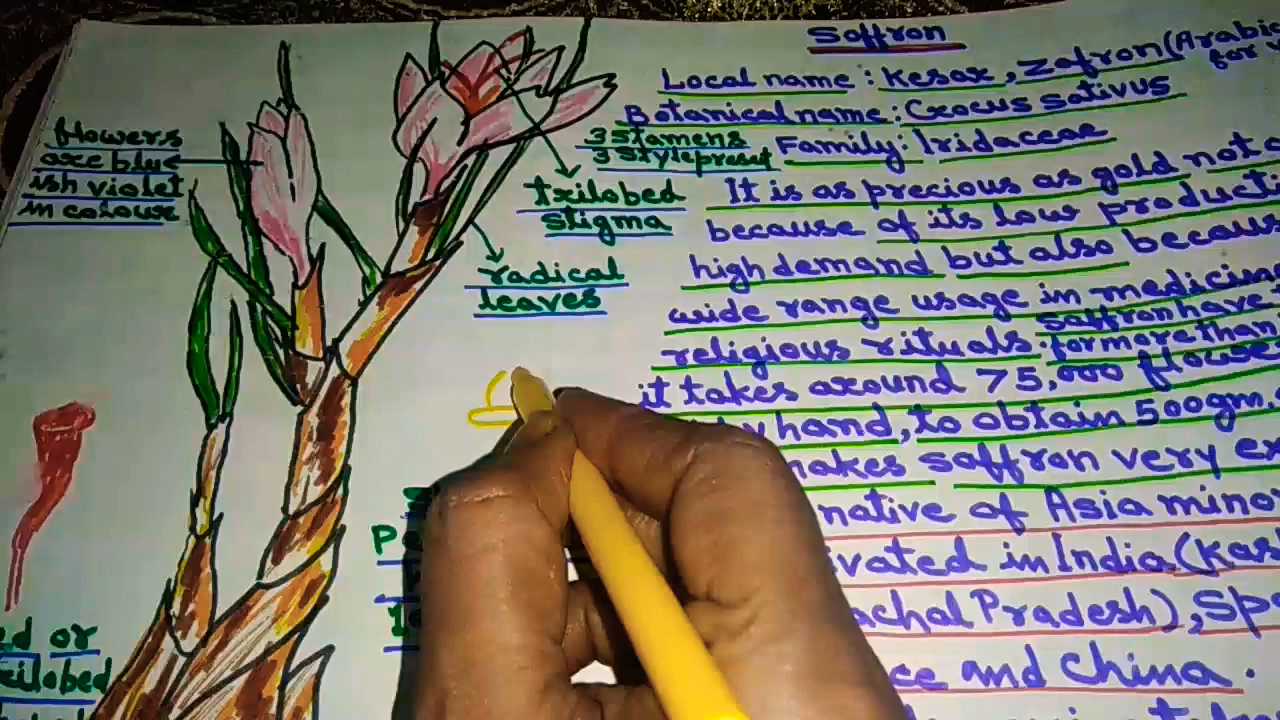 Soffron
Local name : Kesar, Zafron (Arabic
for
Botanical name : Crocus sativus
3 Stamens
3 Style present
Family: Iridaceae
It is as precious as gold not o
because of its low producti
high demand but also because
wide range usage in medicin
religious rituals. saffron have
for more than
it takes around 75,000 flowe
hand, to obtain 500gm.
makes saffron very ex
native of Asia mino
vated in India (Kas
achal Pradesh), Sp
ce and China.
flowers
are blu
ish violet
in colour
trilobed
stigma
radical
leaves
ed or
rilobed